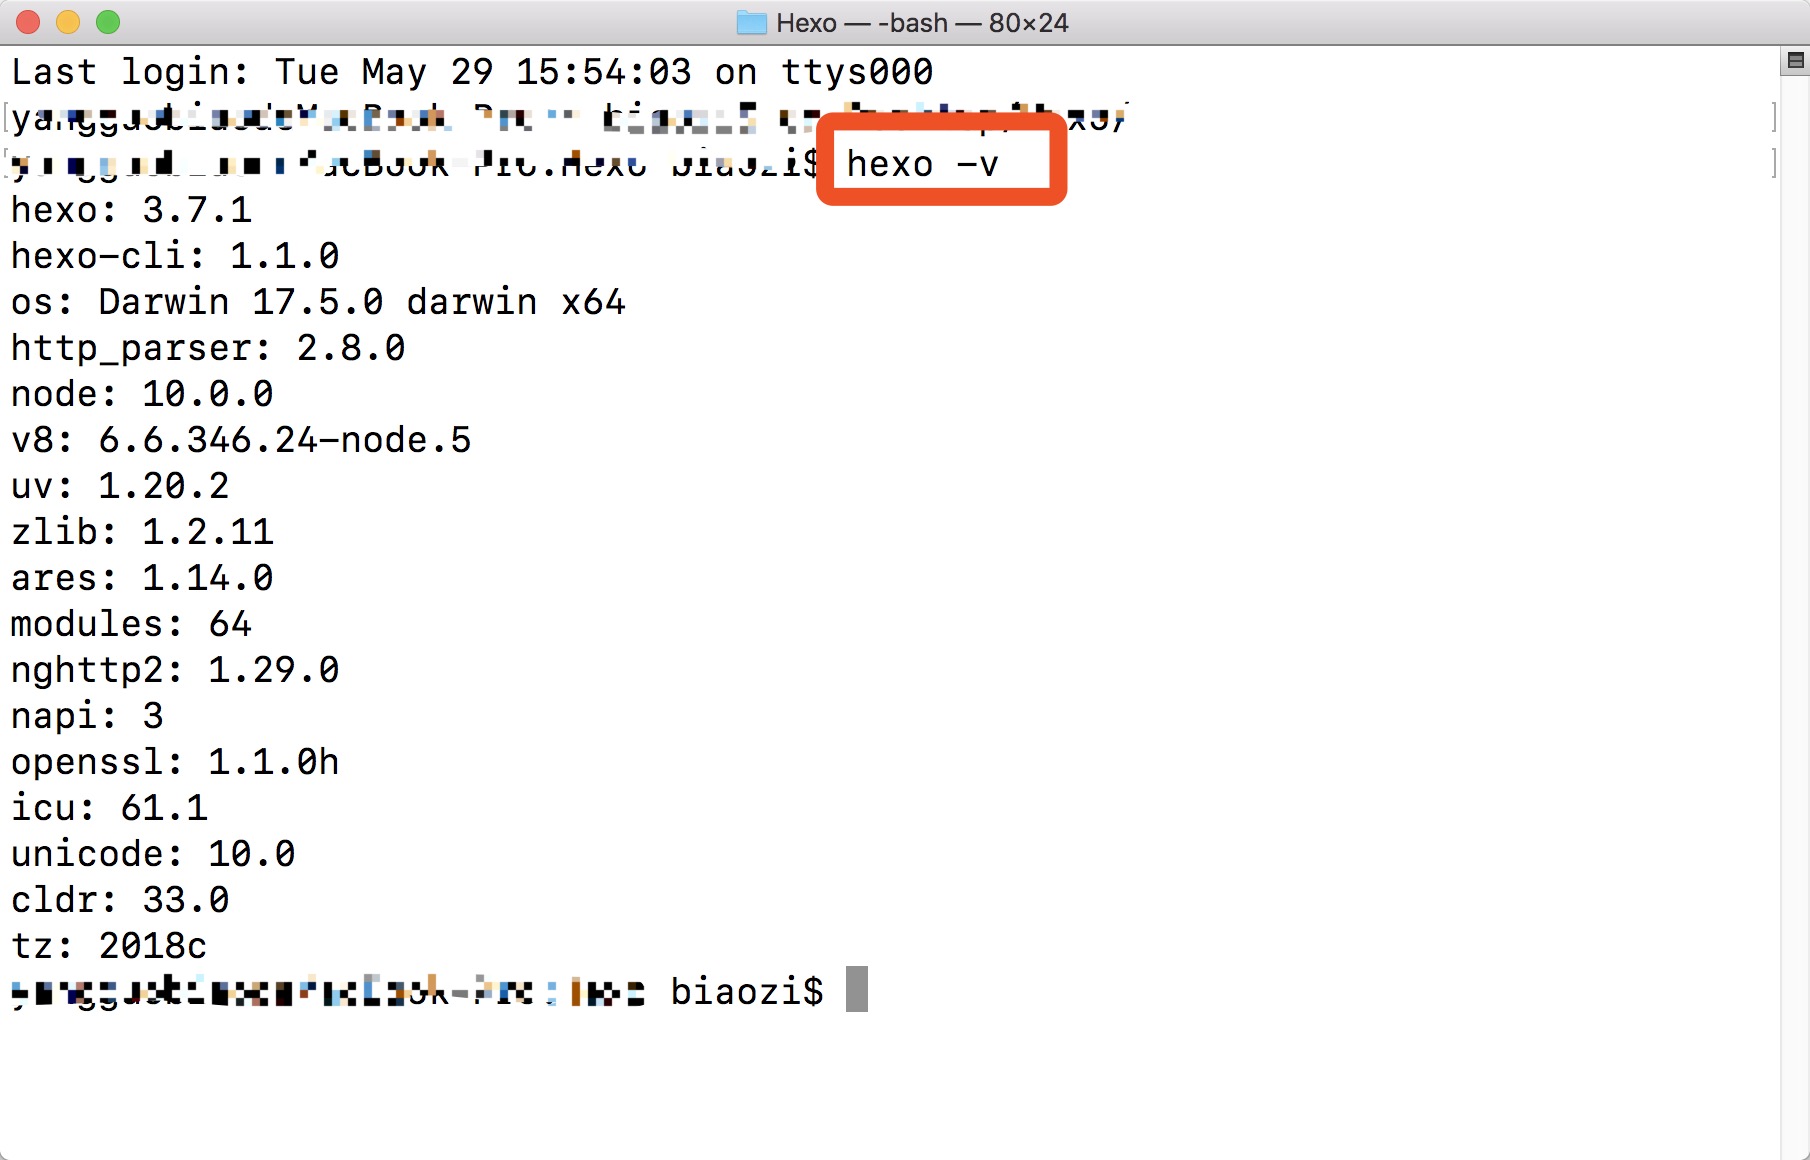 Hexo — -bash — 80×24
Last login: Tue May 29 15:54:03 on ttys000
hexo -v
hexo: 3.7.1
hexo-cli: 1.1.0
os: Darwin 17.5.0 darwin x64
http_parser: 2.8.0
node: 10.0.0
v8: 6.6.346.24-node.5
uv: 1.20.2
zlib: 1.2.11
ares: 1.14.0
modules: 64
nghttp2: 1.29.0
napi: 3
openssl: 1.1.0h
icu: 61.1
unicode: 10.0
cldr: 33.0
tz: 2018c
biaozi$